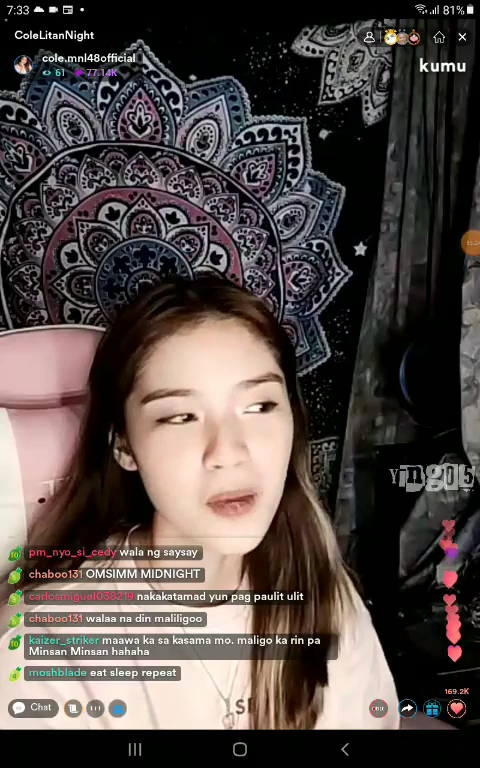 7:33
81%
ColeLitanNight
cole.mnl48official
61 77.14K
kumu
Yng05
pm_nyo_si_cedy wala ng saysay
chaboo131 OMSIMM MIDNIGHT
carlosmiguel038219 nakakatamad yun pag paulit ulit
chaboo131 walaa na din maliligoo
kaizer_striker maawa ka sa kasama mo. maligo ka rin pa
Minsan Minsan hahaha
moshblade eat sleep repeat
169.2K
Chat